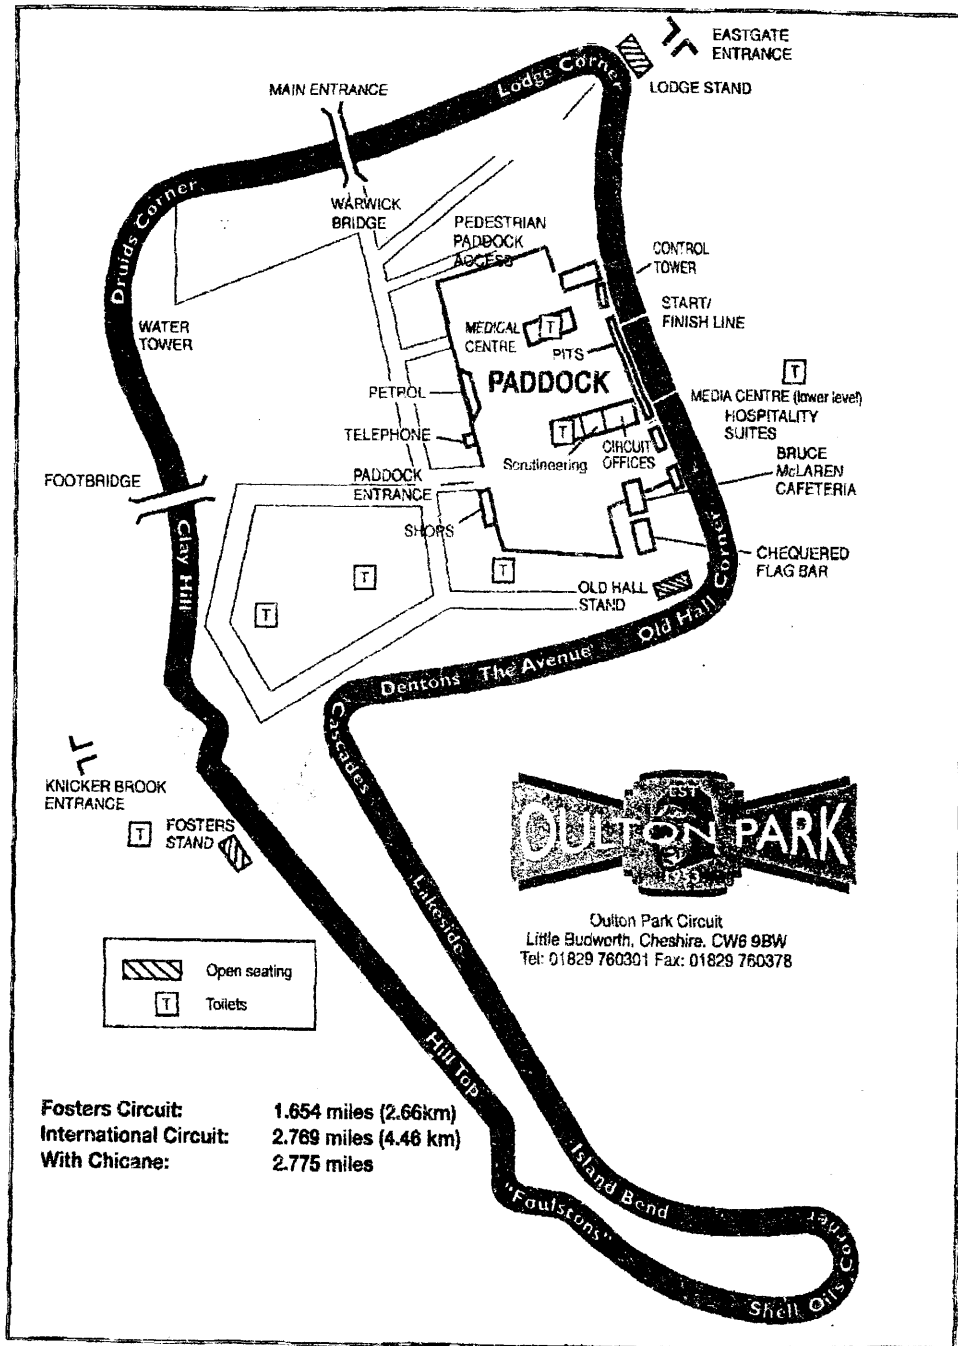 EASTGATE
ENTRANCE
Lodge Corner
LODGE STAND
MAIN ENTRANCE
Druids Corner
WARWICK
BRIDGE
PEDESTRIAN
PADDOCK
ACCESS
CONTROL
TOWER
START/
FINISH LINE
WATER
TOWER
MEDICAL
CENTRE
T
PITS
PADDOCK
PETROL
T
MEDIA CENTRE (lower level)
HOSPITALITY
SUITES
TELEPHONE
T
Scrutineering
CIRCUIT
OFFICES
BRUCE
McLAREN
CAFETERIA
FOOTBRIDGE
PADDOCK
ENTRANCE
SHOPS
Clay Hill
CHEQUERED
FLAG BAR
T
T
T
OLD HALL
STAND
Old Hall Corner
The Avenue
Dentons
Cascades
KNICKER BROOK
ENTRANCE
T
FOSTERS
STAND
EST
OULTON PARK
1953
Oulton Park Circuit
Little Budworth, Cheshire. CW6 9BW
Tel: 01829 760301 Fax: 01829 760378
Lakeside
Open seating
T Toilets
Hill Top
Fosters Circuit: 1.654 miles (2.66km)
International Circuit: 2.769 miles (4.46 km)
With Chicane: 2.775 miles
Island Bend
"Foulstons"
Shell Oils Corner